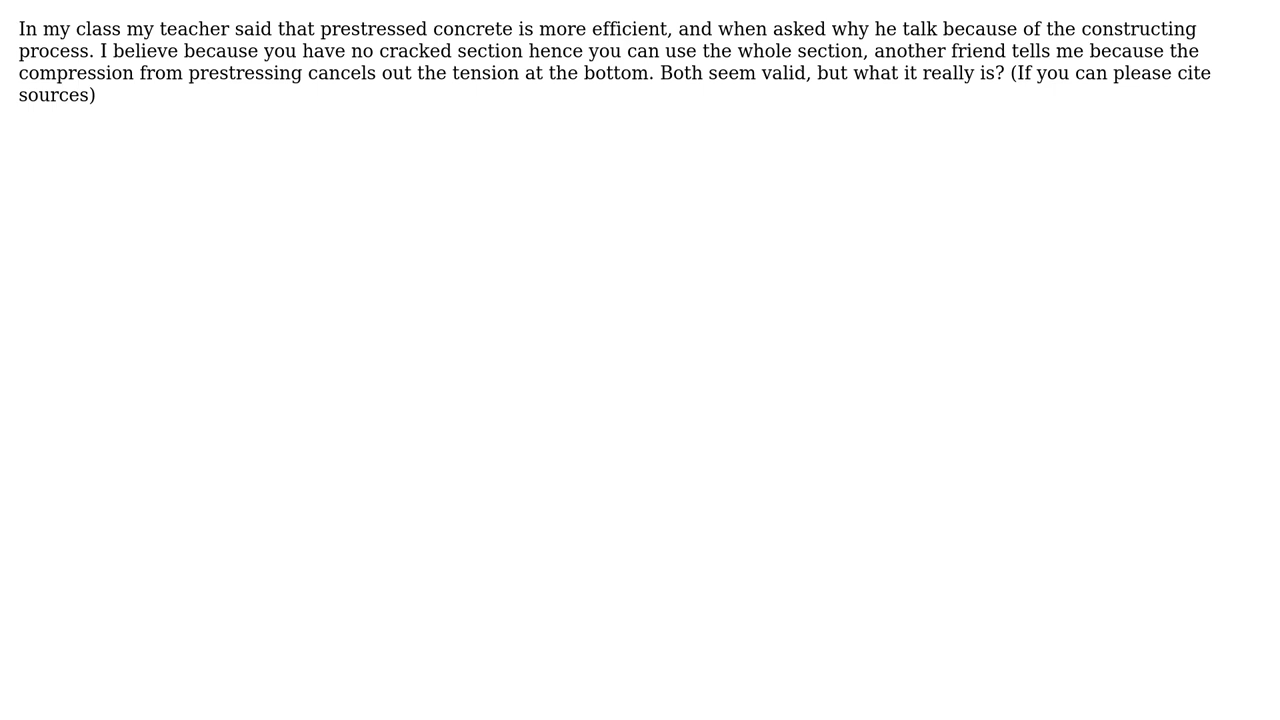 In my class my teacher said that prestressed concrete is more efficient, and when asked why he talk because of the constructing
process. I believe because you have no cracked section hence you can use the whole section, another friend tells me because the
compression from prestressing cancels out the tension at the bottom. Both seem valid, but what it really is? (If you can please cite
sources)